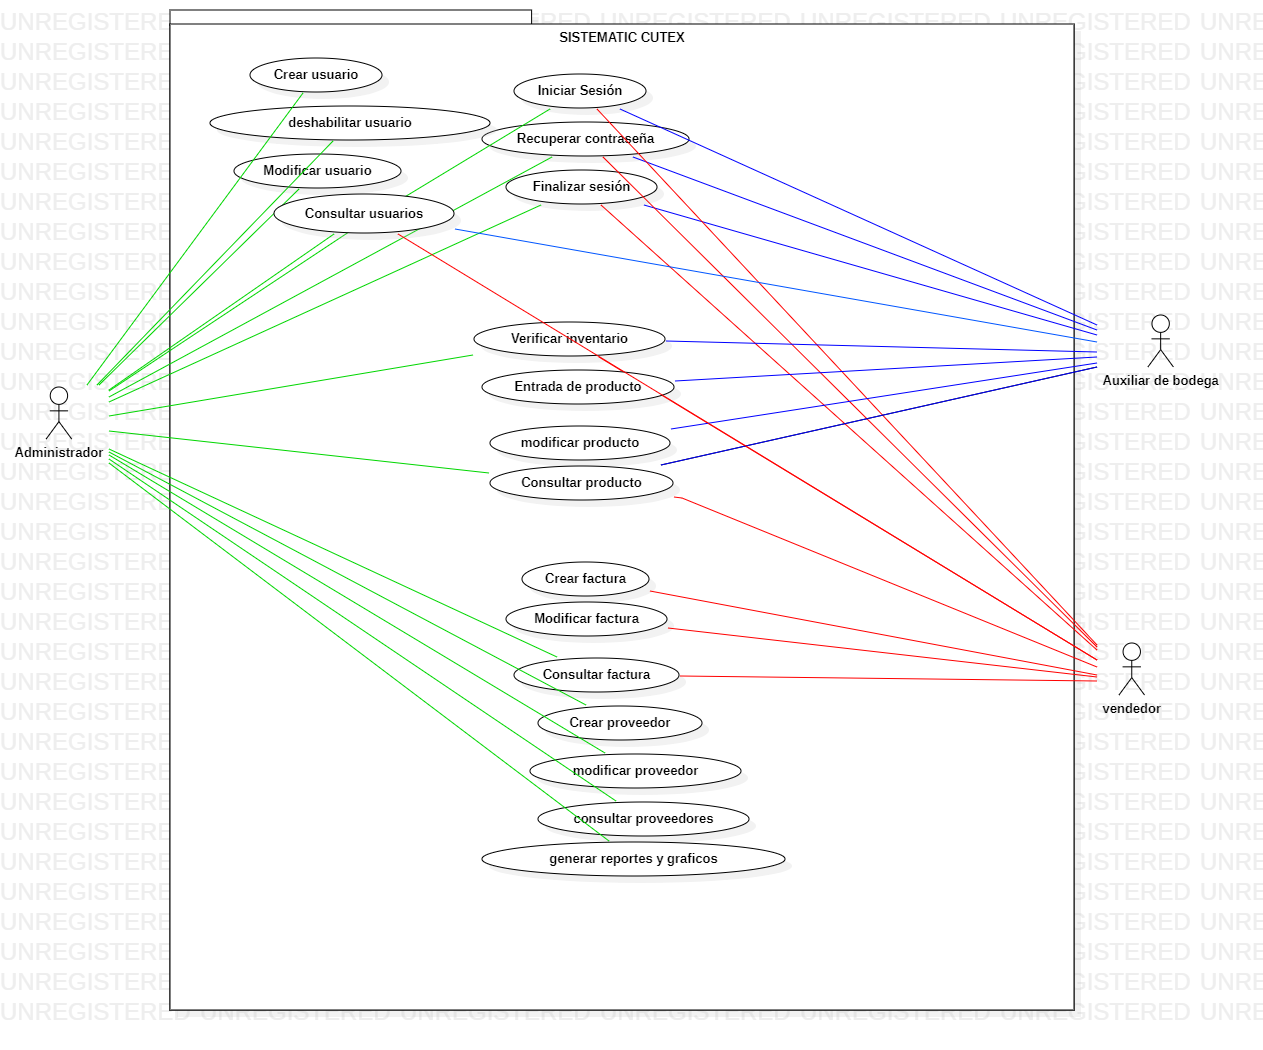 SISTEMATIC CUTEX
Crear usuario
Iniciar Sesión
deshabilitar usuario
Recuperar contraseña
Modificar usuario
Finalizar sesión
Consultar usuarios
Verificar inventario
Auxiliar de bodega
Entrada de producto
modificar producto
Administrador
Consultar producto
Crear factura
Modificar factura
Consultar factura
vendedor
Crear proveedor
modificar proveedor
consultar proveedores
generar reportes y graficos
UNREGISTERED